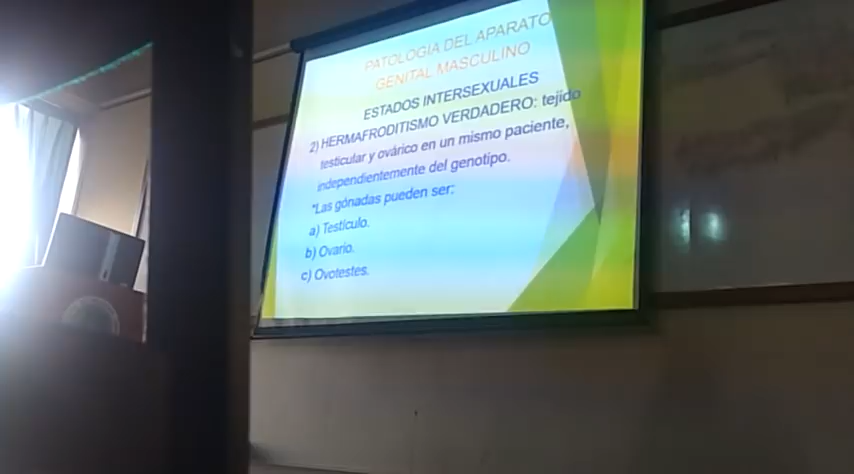 PATOLOGIA DEL APARATO
GENITAL MASCULINO
ESTADOS INTERSEXUALES
2) HERMAFRODITISMO VERDADERO: tejido
testicular y ovárico en un mismo paciente,
independientemente del genotipo.
*Las gónadas pueden ser:
a) Testículo.
b) Ovario.
c) Ovotestes.